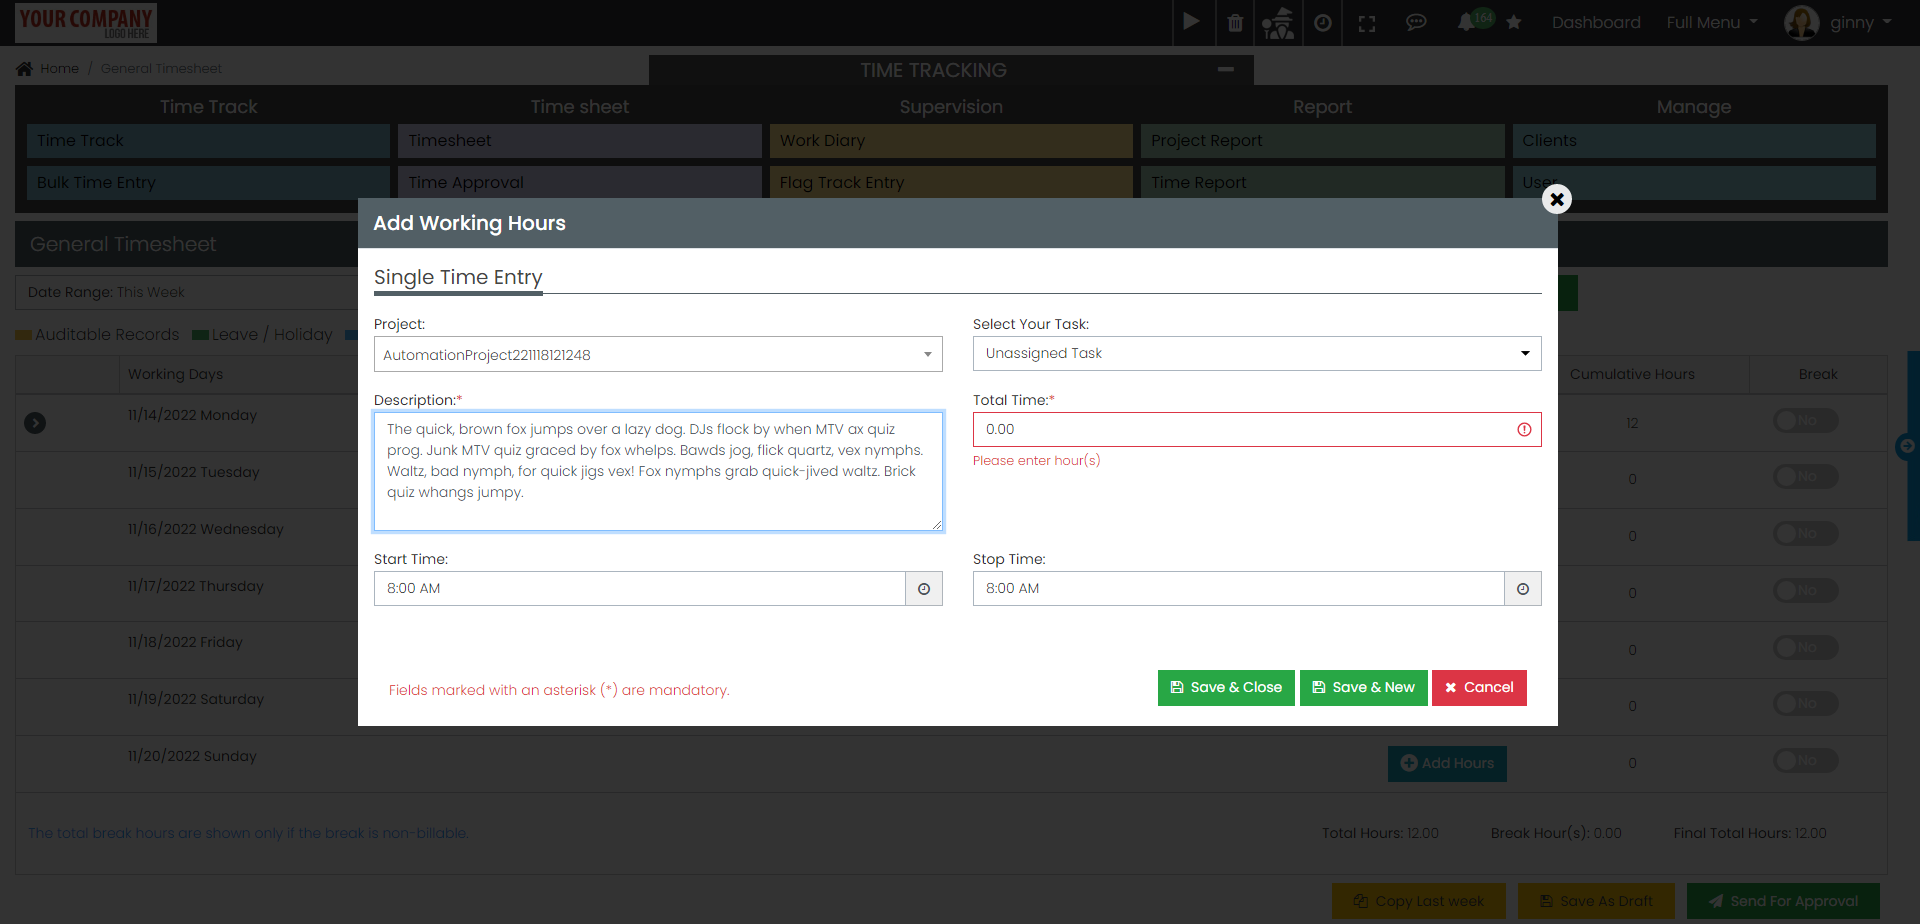 YOUR COMPANY
LOGO HERE
164
Dashboard
Full Menu
ginny
Home / General Timesheet
TIME TRACKING
Time Track
Time sheet
Supervision
Report
Manage
Time Track
Timesheet
Work Diary
Project Report
Clients
Bulk Time Entry
Time Approval
Flag Track Entry
Time Report
User
Add Working Hours
General Timesheet
Single Time Entry
Date Range: This Week
Auditable Records
Leave / Holiday
Project:
Select Your Task:
AutomationProject221118121248
Unassigned Task
Working Days
Cumulative Hours
Break
Description:*
Total Time:*
The quick, brown fox jumps over a lazy dog. DJs flock by when MTV ax quiz
prog. Junk MTV quiz graced by fox whelps. Bawds jog, flick quartz, vex nymphs.
Waltz, bad nymph, for quick jigs vex! Fox nymphs grab quick-jived waltz. Brick
quiz whangs jumpy.
0.00
Please enter hour(s)
11/14/2022 Monday
12
No
11/15/2022 Tuesday
0
No
11/16/2022 Wednesday
0
No
Start Time:
Stop Time:
8:00 AM
8:00 AM
11/17/2022 Thursday
0
No
11/18/2022 Friday
0
No
11/19/2022 Saturday
0
No
Fields marked with an asterisk (*) are mandatory.
Save & Close
Save & New
Cancel
11/20/2022 Sunday
Add Hours
0
No
The total break hours are shown only if the break is non-billable.
Total Hours: 12.00
Break Hour(s): 0.00
Final Total Hours: 12.00
Copy Last week
Save As Draft
Send For Approval